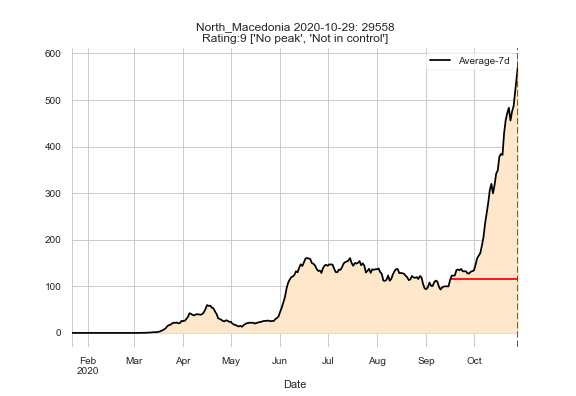 North_Macedonia 2020-10-29: 29558
Rating:9 ['No peak', 'Not in control']
Average-7d
600
500
400
300
200
100
0
Feb Mar Apr May Jun Jul Aug Sep Oct
2020
Date